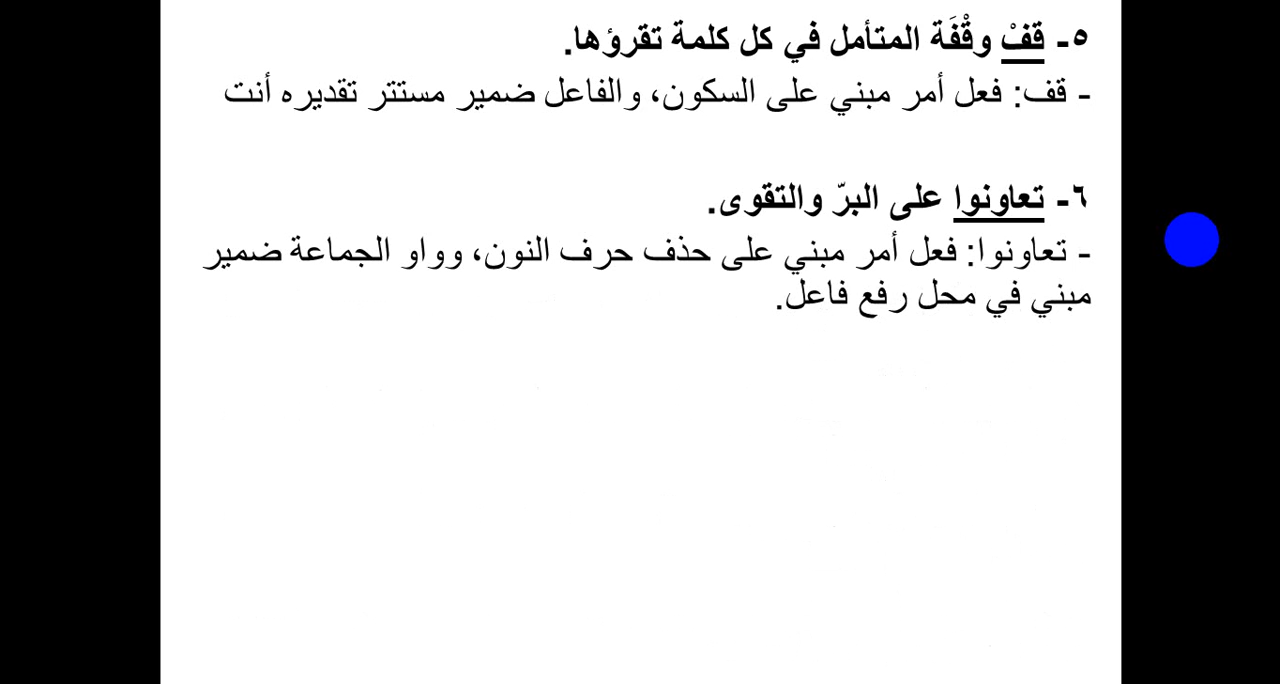 ٥- قفْ وقْفَة المتأمل في كل كلمة تقرؤها.
- قف: فعل أمر مبني على السكون، والفاعل ضمير مستتر تقديره أنت
٦- تعاونوا على البرّ والتقوى.
- تعاونوا: فعل أمر مبني على حذف حرف النون، وواو الجماعة ضمير
مبني في محل رفع فاعل.